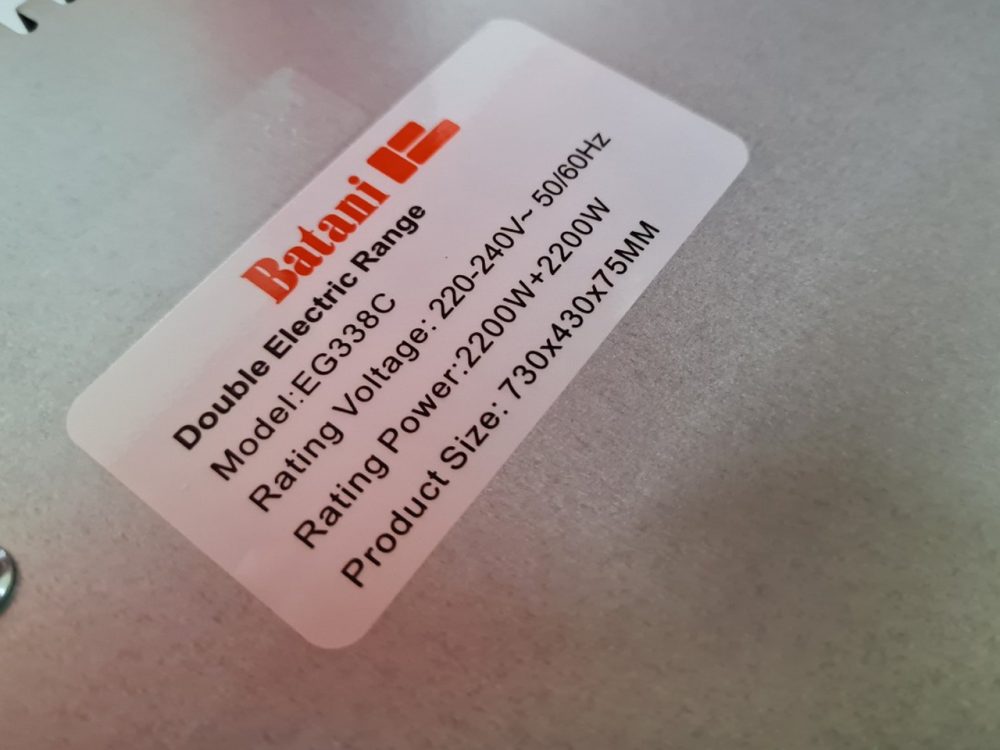 Batani
Double Electric Range
Model:EG338C
Rating Voltage: 220-240V~ 50/60Hz
Rating Power:2200W+2200W
Product Size: 730x430x75MM